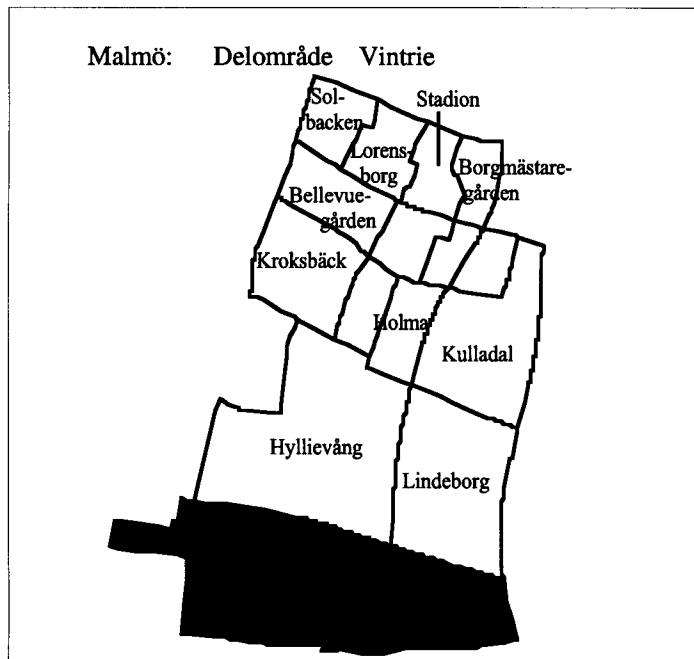 Malmö: Delområde Vintrie
Sol-
backen
Stadion
Lorens-
borg
Borgmästare-
gården
Bellevue-
gården
Kroksbäck
Holma
Kulladal
Hyllievång
Lindeborg